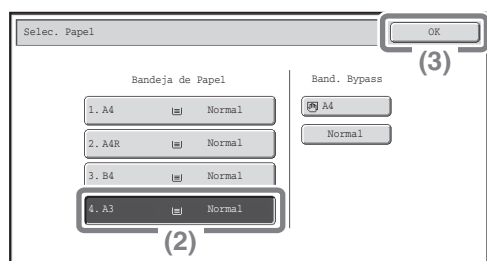 Selec. Papel
OK
(3)
Bandeja de Papel
Band. Bypass
1. A4 Normal
A4
2. A4R Normal
Normal
3. B4 Normal
4. A3 Normal
(2)